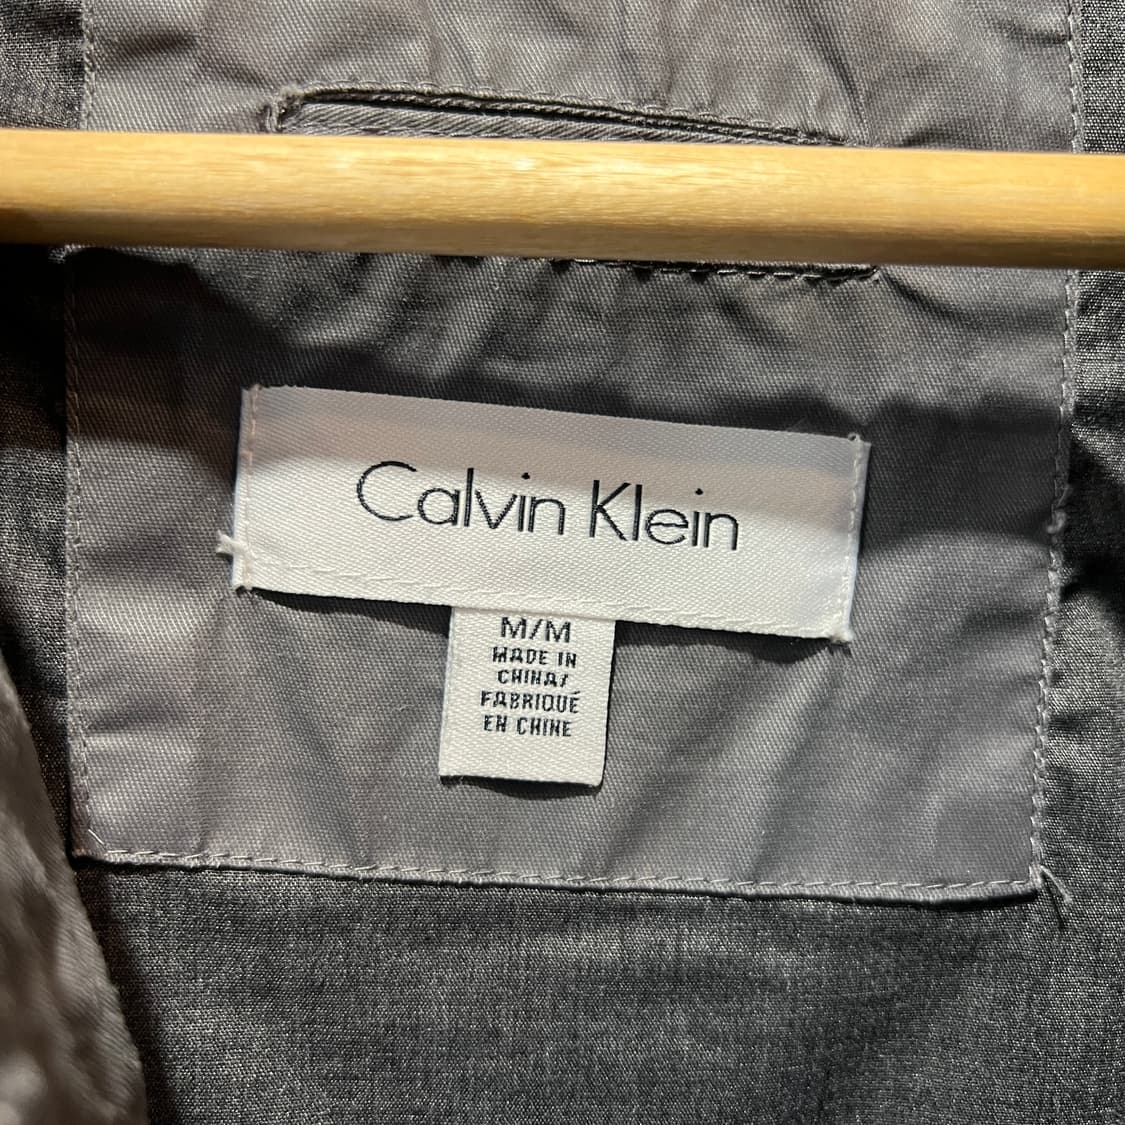 Calvin Klein
M/M
MADE IN
CHINA/
FABRIQUÉ
EN CHINE